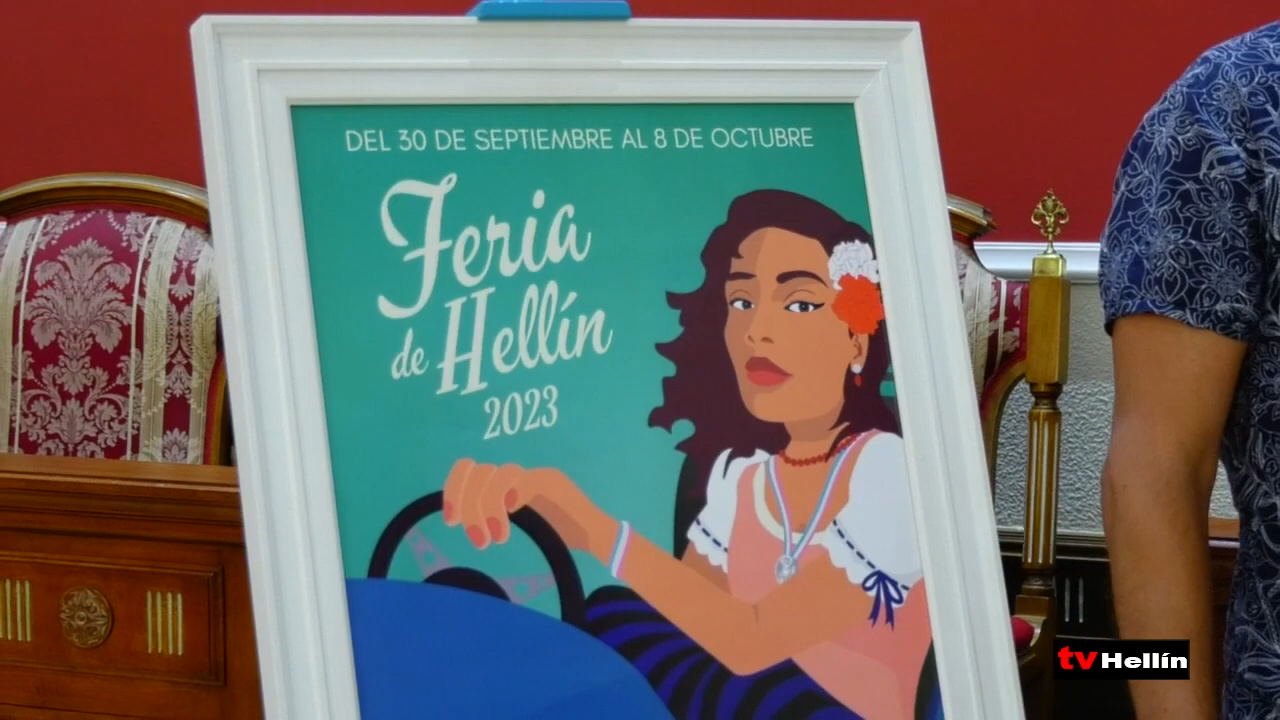 DEL 30 DE SEPTIEMBRE AL 8 DE OCTUBRE
Feria
de Hellín
2023
tvHellín